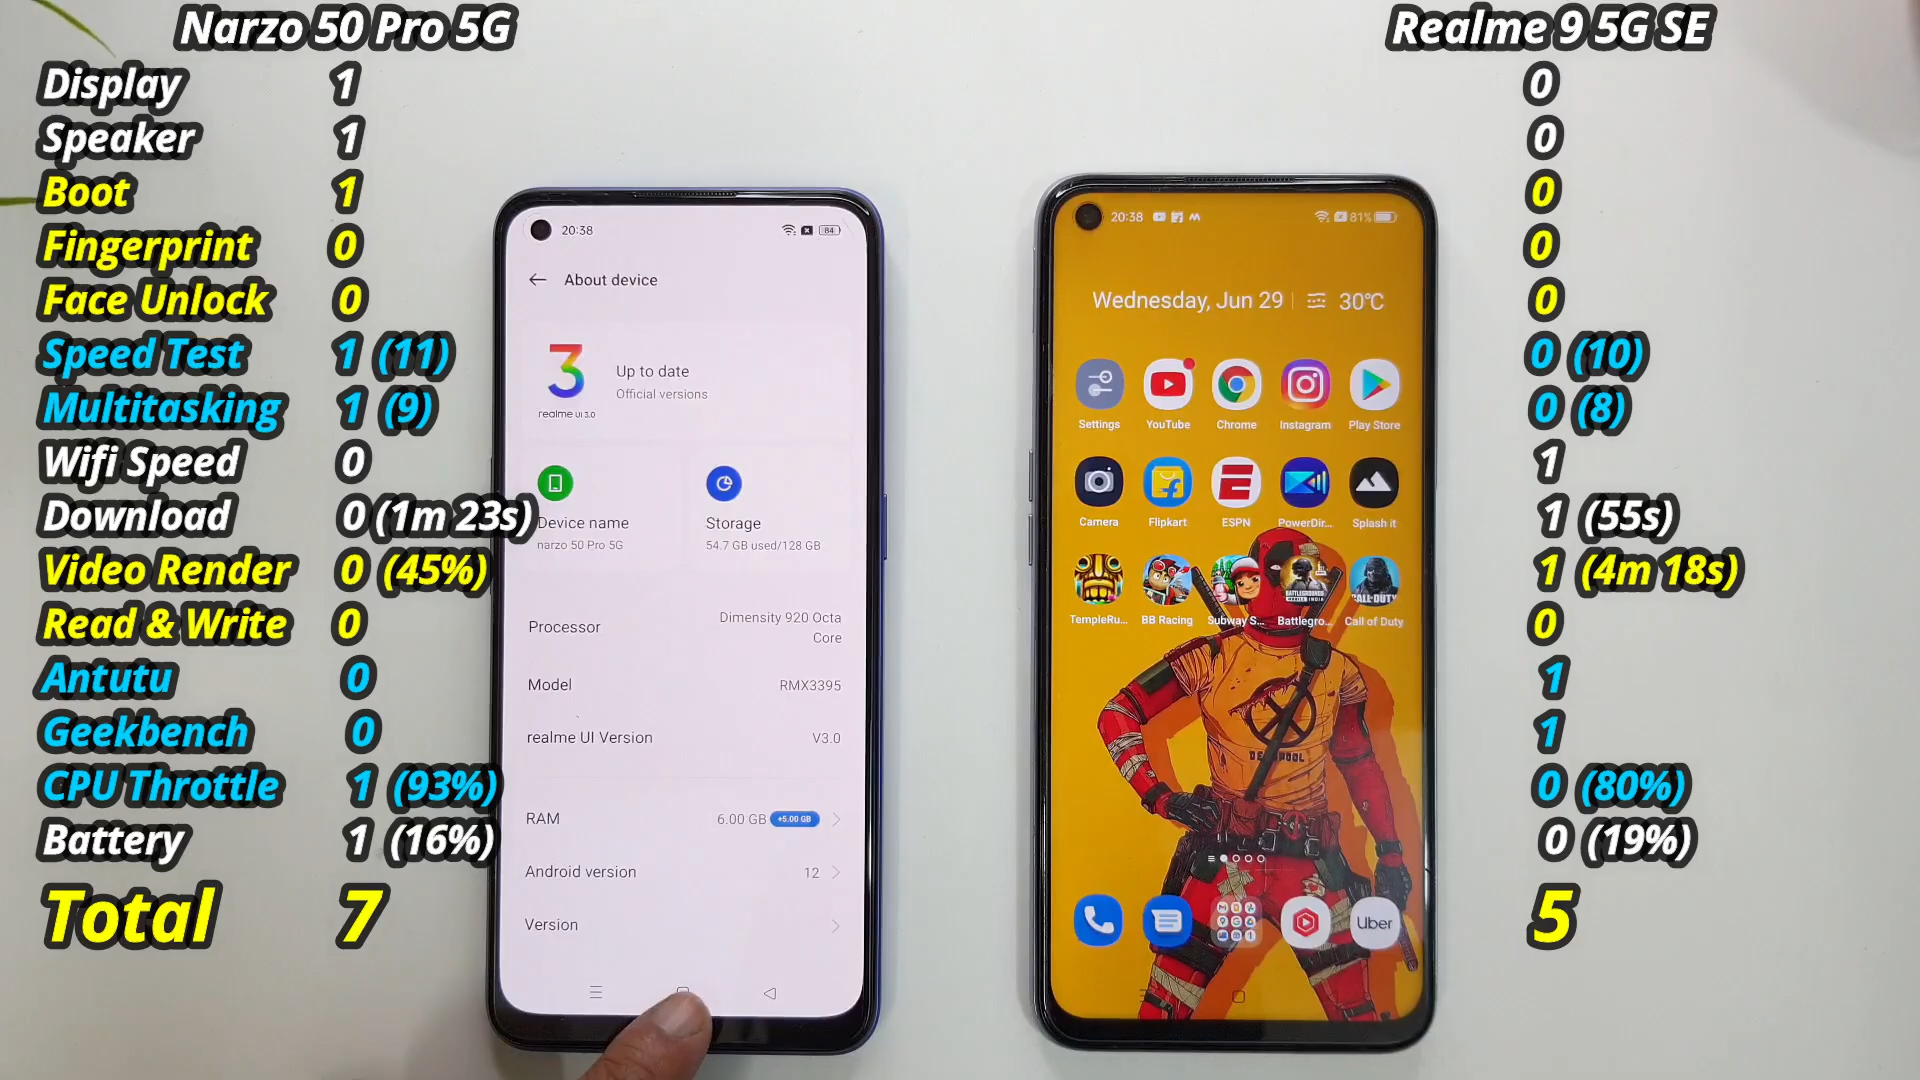 Narzo 50 Pro 5G
Realme 9 5G SE
Display 1 0
Speaker 1 0
Boot 1 0
Fingerprint 0 0
Face Unlock 0 0
Speed Test 1 (11) 0 (10)
Multitasking 1 (9) 0 (8)
Wifi Speed 0 1
Download 0 (1m 23s) 1 (55s)
Video Render 0 (45%) 1 (4m 18s)
Read & Write 0 0
Antutu 0 1
Geekbench 0 1
CPU Throttle 1 (93%) 0 (80%)
Battery 1 (16%) 0 (19%)
Total 7 5
20:38 84
About device
3
realme UI 3.0
Up to date
Official versions
Device name
narzo 50 Pro 5G
Storage
54.7 GB used/128 GB
Processor
Dimensity 920 Octa
Core
Model RMX3395
realme UI Version V3.0
RAM 6.00 GB +5.00 GB
Android version 12
Version
20:38 81%
Wednesday, Jun 29 30°C
Settings YouTube Chrome Instagram Play Store
Camera Flipkart ESPN PowerDir... Splash it
TempleRu... BB Racing Subway S... Battlegro... Call of Duty
Uber